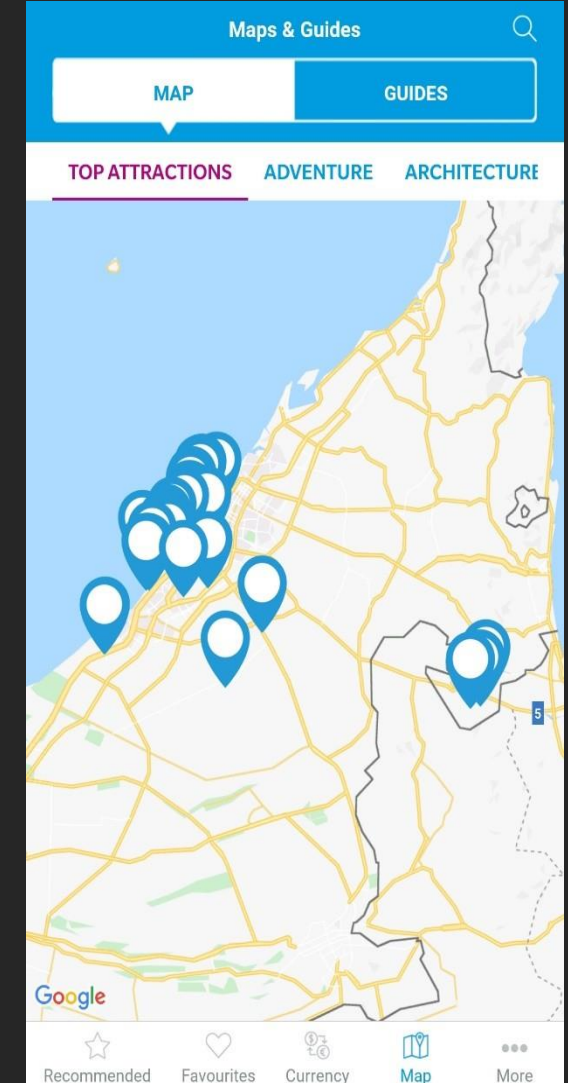 Maps & Guides
MAP
GUIDES
TOP ATTRACTIONS
ADVENTURE
ARCHITECTURE
5
Google
Recommended
Favourites
Currency
Map
More